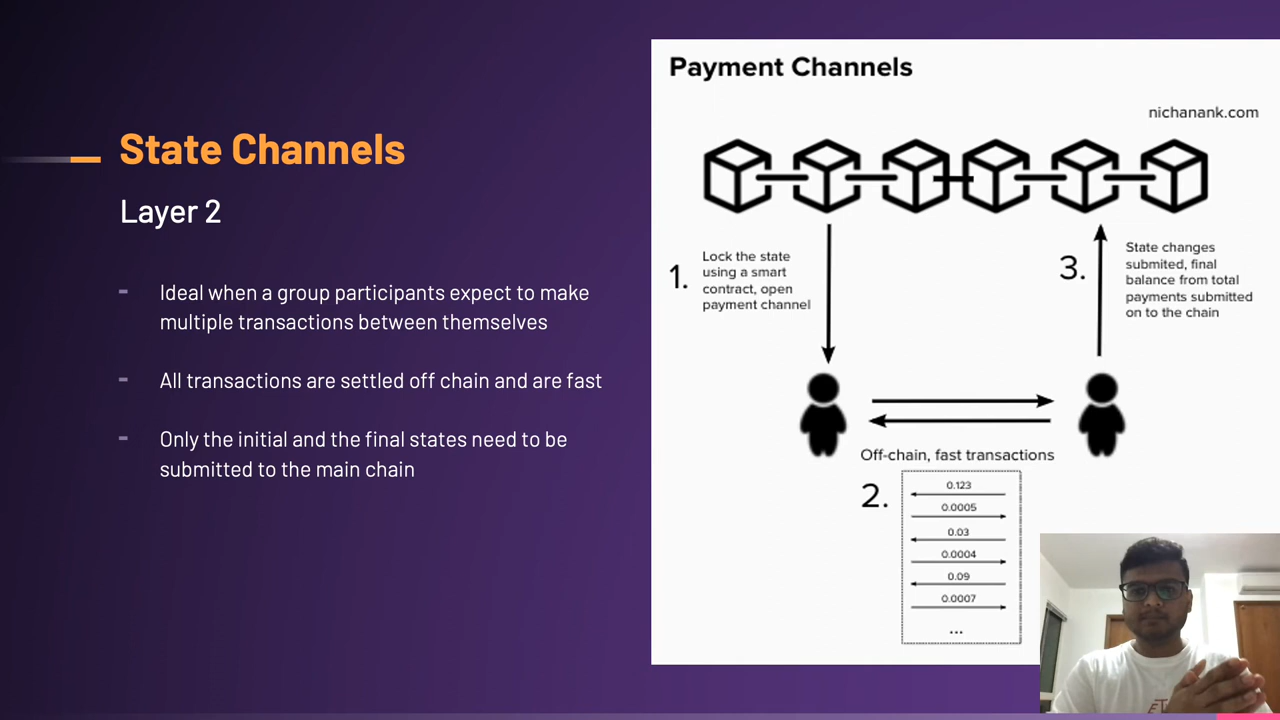 State Channels
Layer 2
- Ideal when a group participants expect to make
multiple transactions between themselves
- All transactions are settled off chain and are fast
- Only the initial and the final states need to be
submitted to the main chain
Payment Channels
nichanank.com
1.
Lock the state
using a smart
contract, open
payment channel
3.
State changes
submited, final
balance from total
payments submitted
on to the chain
Off-chain, fast transactions
2.
0.123
0.0005
0.03
0.0004
0.09
0.0007
...